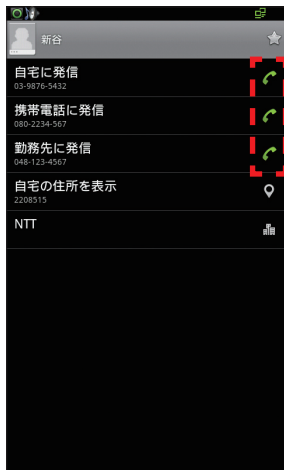 新谷
自宅に発信
03-9876-5432
携帯電話に発信
080-2234-567
勤務先に発信
048-123-4567
自宅の住所を表示
2208515
NTT